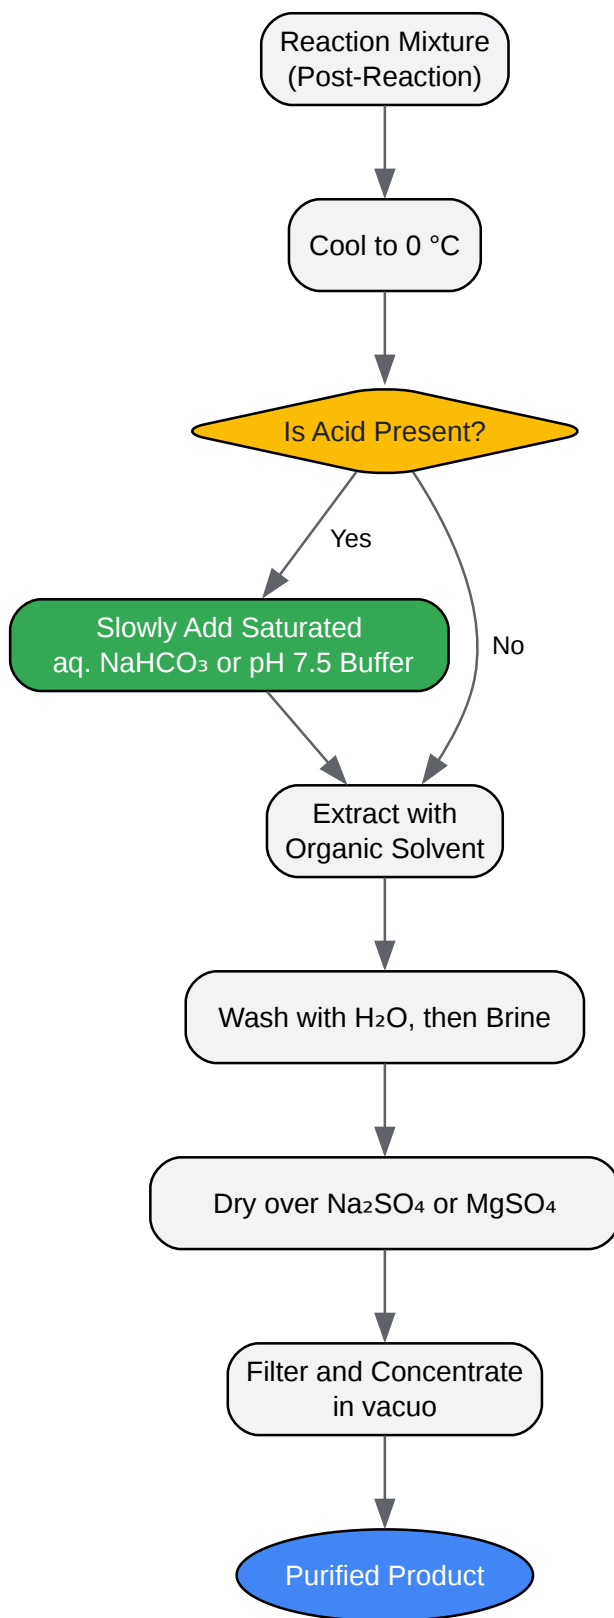 Reaction Mixture
(Post-Reaction)
Cool to 0 °C
Is Acid Present?
Yes
No
Slowly Add Saturated
aq. NaHCO₃ or pH 7.5 Buffer
Extract with
Organic Solvent
Wash with H₂O, then Brine
Dry over Na₂SO₄ or MgSO₄
Filter and Concentrate
in vacuo
Purified Product